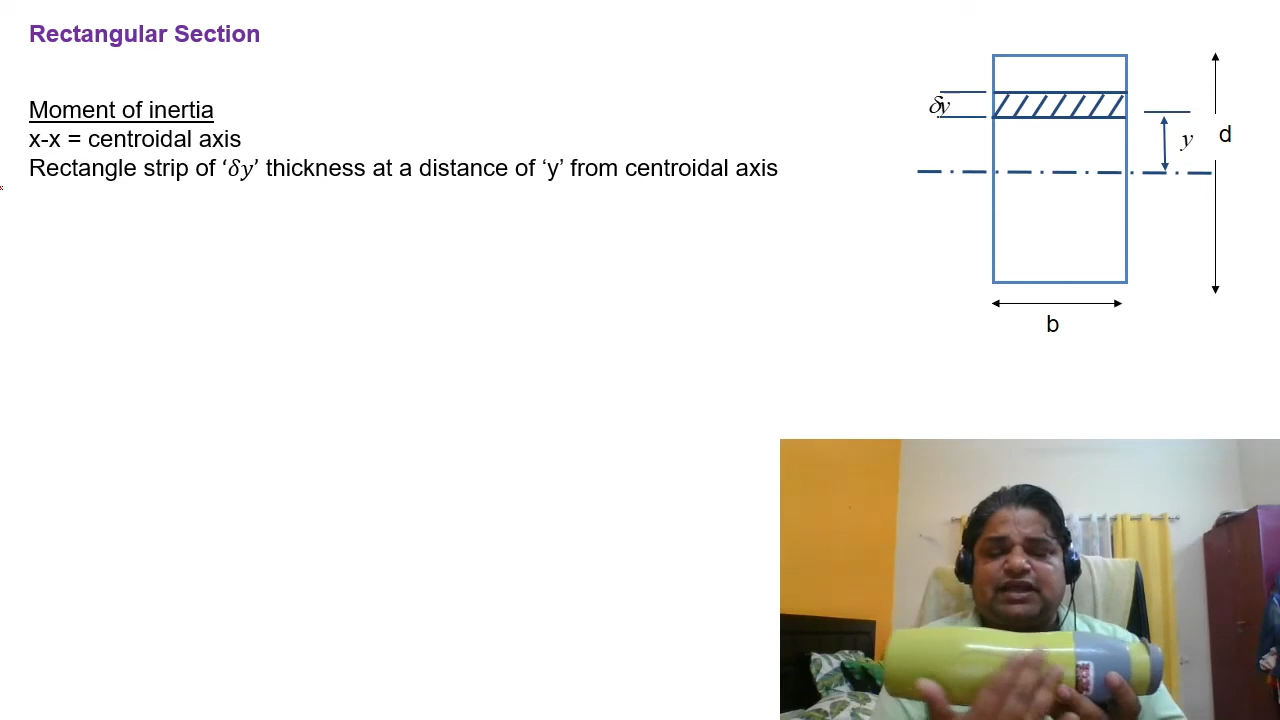 Rectangular Section
Moment of inertia
x-x = centroidal axis
Rectangle strip of ‘δy’ thickness at a distance of ‘y’ from centroidal axis
δy
y
d
b